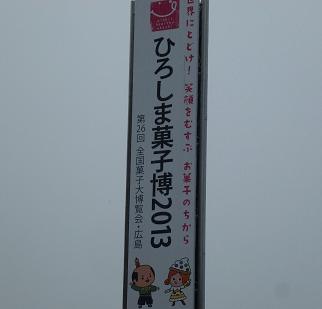 世界にとどけ! 笑顔をむすぶ お菓子のちから
ひろしま菓子博2013
第26回 全国菓子大博覧会・広島